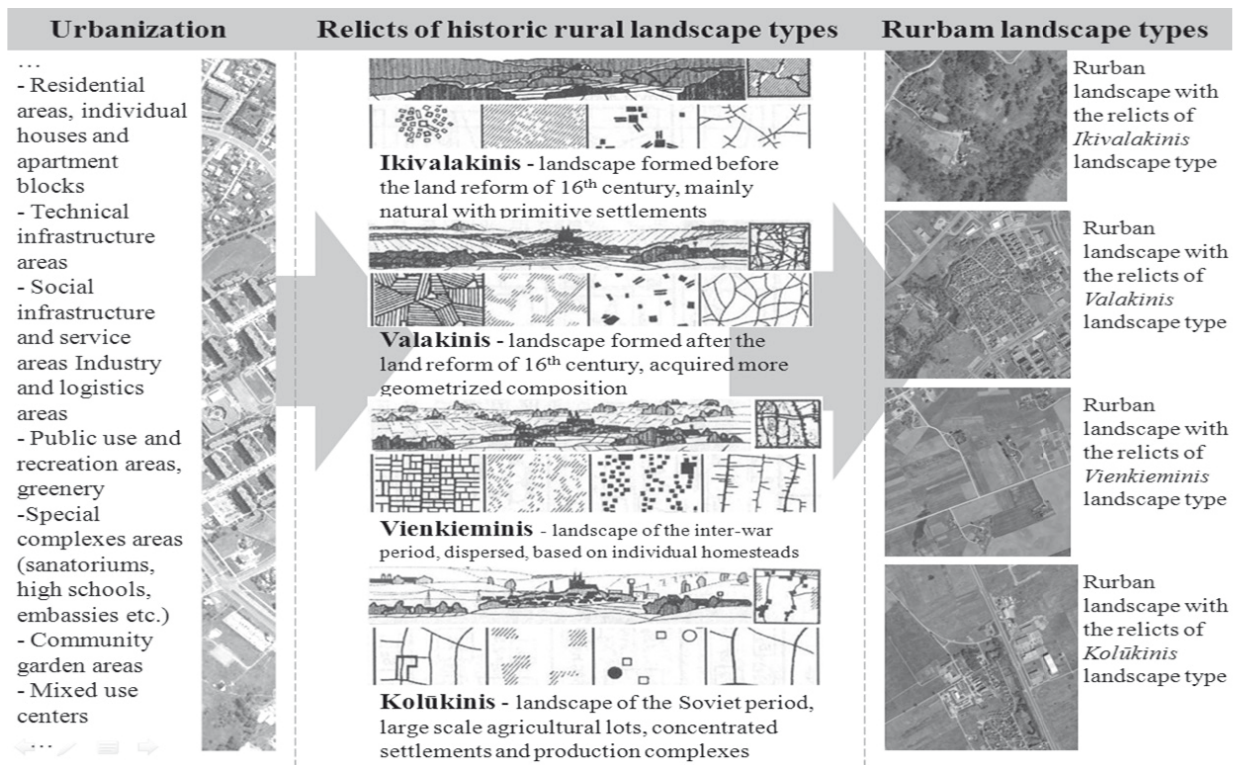 Urbanization
Relicts of historic rural landscape types
Rurbam landscape types
...
- Residential
areas, individual
houses and
apartment
blocks
- Technical
infrastructure
areas
- Social
infrastructure
and service
areas Industry
and logistics
areas
- Public use and
recreation areas,
greenery
-Special
complexes areas
(sanatoriums,
high schools,
embassies etc.)
- Community
garden areas
- Mixed use
centers
...
Ikivalakinis - landscape formed before
the land reform of 16th century, mainly
natural with primitive settlements
Valakinis - landscape formed after the
land reform of 16th century, acquired more
geometrized composition
Vienkieminis - landscape of the inter-war
period, dispersed, based on individual homesteads
Kolūkinis - landscape of the Soviet period,
large scale agricultural lots, concentrated
settlements and production complexes
Rurban
landscape with
the relicts of
Ikivalakinis
landscape type
Rurban
landscape with
the relicts of
Valakinis
landscape type
Rurban
landscape with
the relicts of
Vienkieminis
landscape type
Rurban
landscape with
the relicts of
Kolūkinis
landscape type